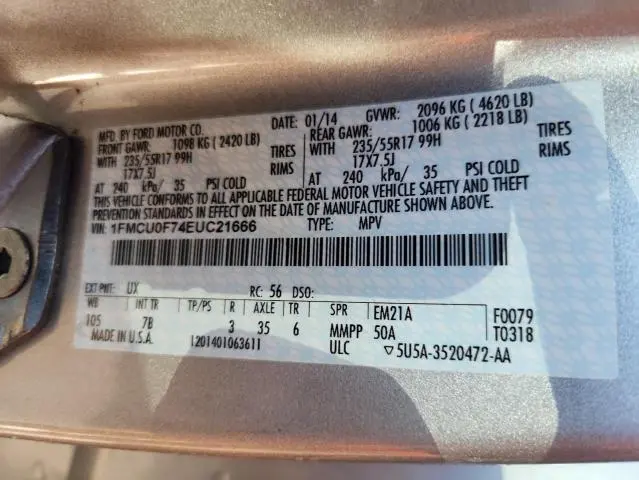 MFD. BY FORD MOTOR CO. DATE: 01/14 GVWR: 2096 KG ( 4620 LB)
FRONT GAWR: 1098 KG ( 2420 LB) REAR GAWR: 1006 KG ( 2218 LB)
WITH 235/55R17 99H TIRES WITH 235/55R17 99H TIRES
17X7.5J RIMS 17X7.5J RIMS
AT 240 kPa/ 35 PSI COLD AT 240 kPa/ 35 PSI COLD
THIS VEHICLE CONFORMS TO ALL APPLICABLE FEDERAL MOTOR VEHICLE SAFETY AND THEFT
PREVENTION STANDARDS IN EFFECT ON THE DATE OF MANUFACTURE SHOWN ABOVE.
VIN: 1FMCU0F74EUC21666 TYPE: MPV
EXT PNT: UX RC: 56 DSO:
WB INT TR TP/PS R AXLE TR SPR EM21A F0079
105 7B 3 35 6 MMPP 50A T0318
MADE IN U.S.A. 1201401063611 ULC ▽5U5A-3520472-AA